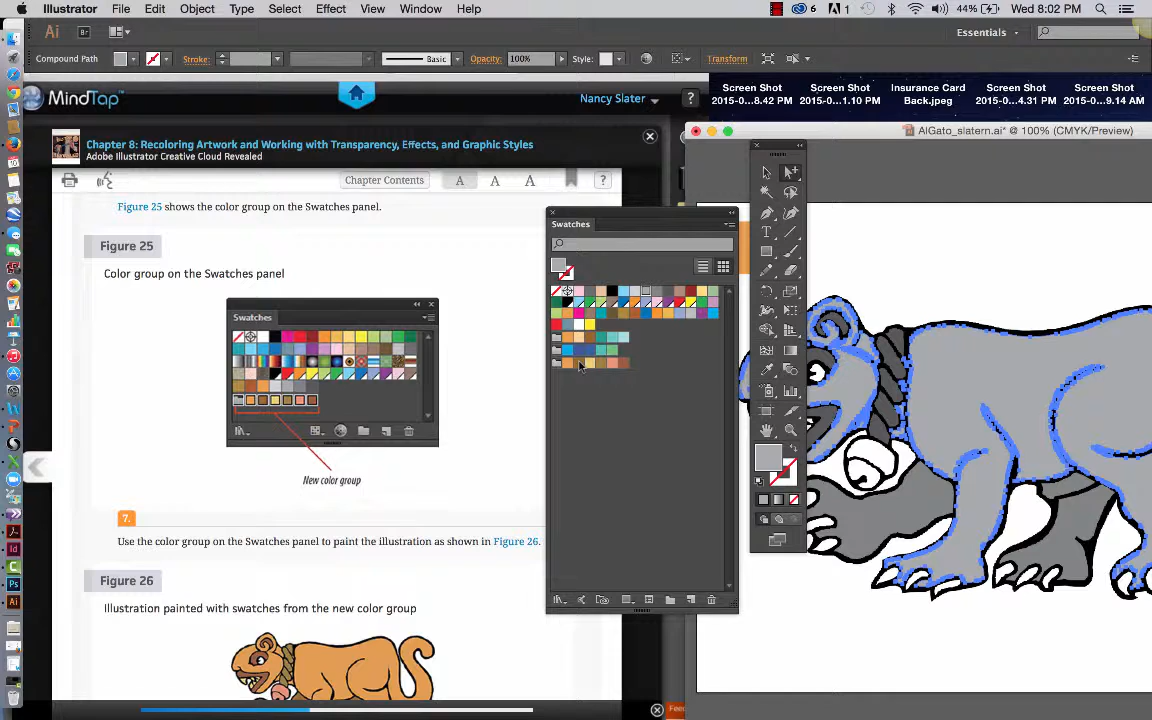 Illustrator File Edit Object Type Select Effect View Window Help
6 1 44% Wed 8:02 PM
Ai Br Essentials
Compound Path Stroke: Basic Opacity: 100% Style: Transform
MindTap
Nancy Slater
?
Screen Shot
2015-0...8.42 PM
Screen Shot
2015-0...1.10 PM
Insurance Card
Back.jpeg
Screen Shot
2015-0...4.31 PM
Screen Shot
2015-0...9.14 AM
AlGato_slatern.ai* @ 100% (CMYK/Preview)
Chapter 8: Recoloring Artwork and Working with Transparency, Effects, and Graphic Styles
Adobe Illustrator Creative Cloud Revealed
Chapter Contents A A A ?
Figure 25 shows the color group on the Swatches panel.
Figure 25
Color group on the Swatches panel
Swatches
New color group
7.
Use the color group on the Swatches panel to paint the illustration as shown in Figure 26.
Figure 26
Illustration painted with swatches from the new color group
Swatches
Fee